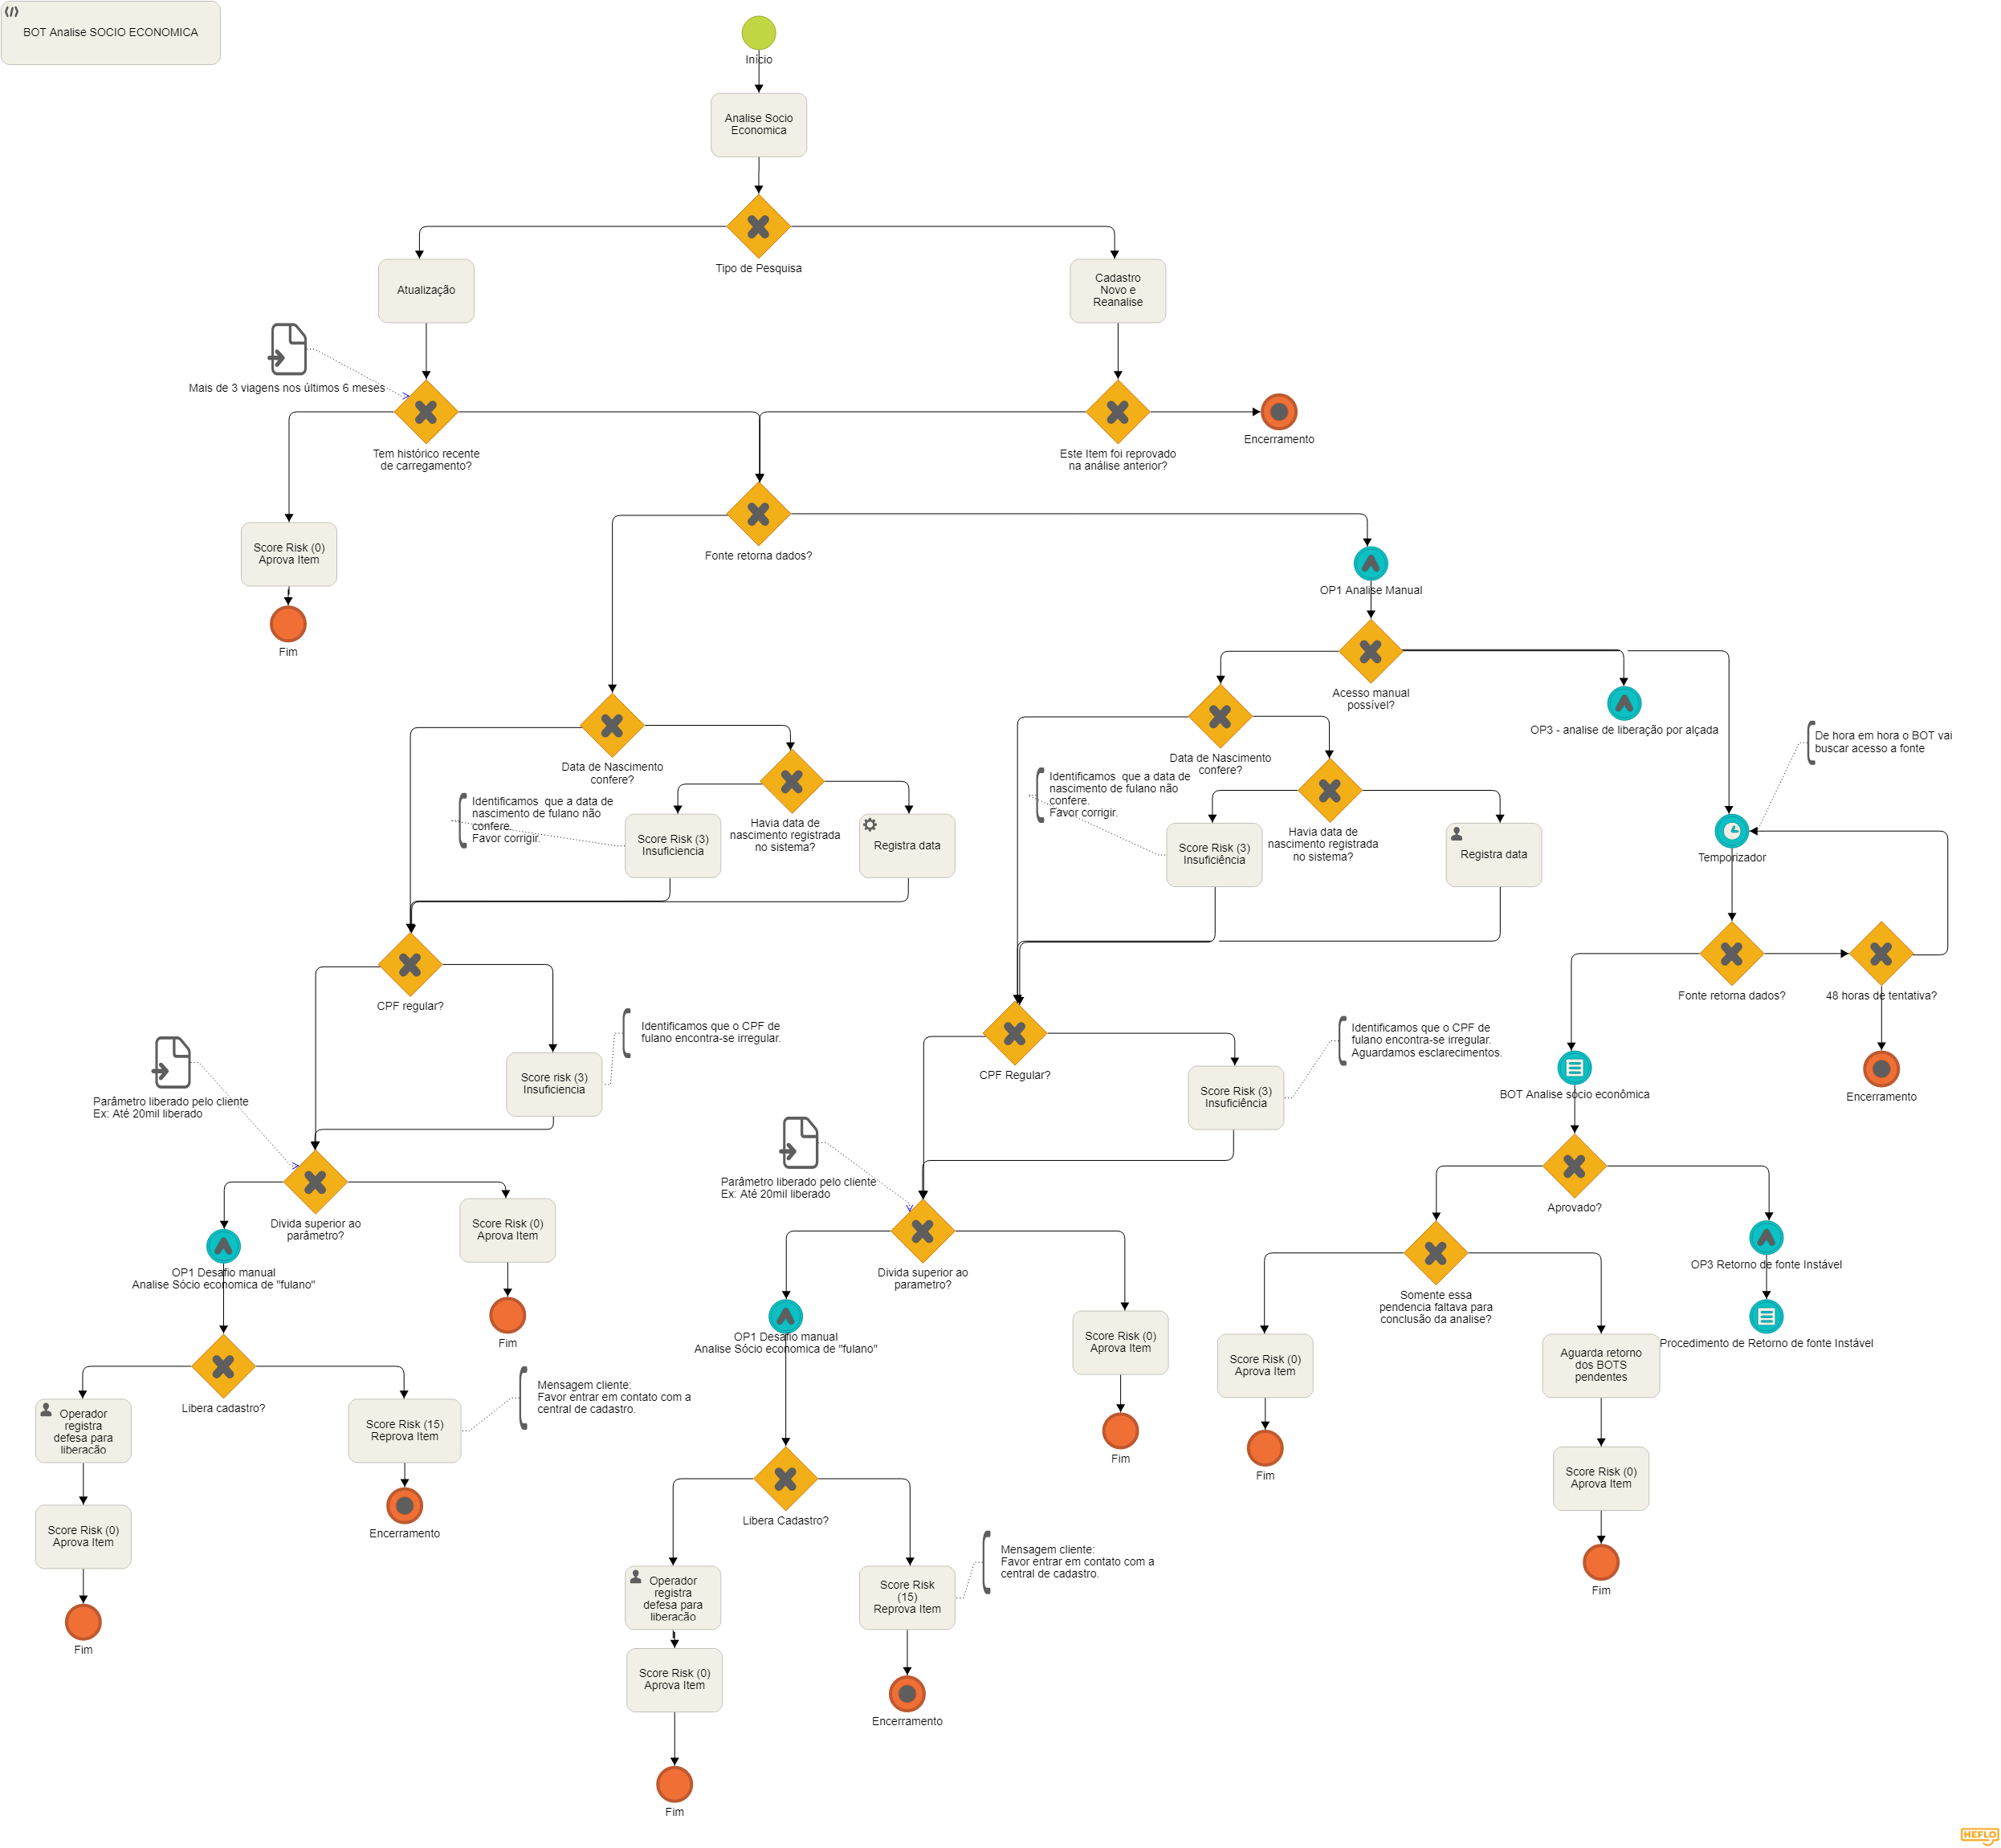 BOT Analise SOCIO ECONOMICA
Início
Analise Socio
Economica
Tipo de Pesquisa
Atualização
Cadastro
Novo e
Reanalise
Mais de 3 viagens nos últimos 6 meses
Tem histórico recente
de carregamento?
Este Item foi reprovado
na análise anterior?
Encerramento
Score Risk (0)
Aprova Item
Fim
Fonte retorna dados?
OP1 Analise Manual
Acesso manual
possível?
OP3 - analise de liberação por alçada
De hora em hora o BOT vai
buscar acesso a fonte
Data de Nascimento
confere?
Identificamos  que a data de
nascimento de fulano não
confere.
Favor corrigir.
Score Risk (3)
Insuficiencia
Havia data de
nascimento registrada
no sistema?
Registra data
Data de Nascimento
confere?
Identificamos  que a data de
nascimento de fulano não
confere.
Favor corrigir.
Score Risk (3)
Insuficiência
Havia data de
nascimento registrada
no sistema?
Registra data
Temporizador
Fonte retorna dados?
48 horas de tentativa?
Encerramento
CPF regular?
Identificamos que o CPF de
fulano encontra-se irregular.
Score risk (3)
Insuficiencia
CPF Regular?
Identificamos que o CPF de
fulano encontra-se irregular.
Aguardamos esclarecimentos.
Score Risk (3)
Insuficiência
BOT Analise sócio econômica
Parâmetro liberado pelo cliente
Ex: Até 20mil liberado
Divida superior ao
parâmetro?
Score Risk (0)
Aprova Item
Fim
OP1 Desafio manual
Analise Sócio economica de "fulano"
Libera cadastro?
Operador
registra
defesa para
liberação
Score Risk (0)
Aprova Item
Fim
Score Risk (15)
Reprova Item
Encerramento
Mensagem cliente:
Favor entrar em contato com a
central de cadastro.
Parâmetro liberado pelo cliente
Ex: Até 20mil liberado
Divida superior ao
parametro?
Score Risk (0)
Aprova Item
Fim
OP1 Desafio manual
Analise Sócio economica de "fulano"
Libera Cadastro?
Operador
registra
defesa para
liberação
Score Risk (0)
Aprova Item
Fim
Score Risk
(15)
Reprova Item
Encerramento
Mensagem cliente:
Favor entrar em contato com a
central de cadastro.
Aprovado?
Somente essa
pendencia faltava para
conclusão da analise?
OP3 Retorno de fonte Instável
Procedimento de Retorno de fonte Instável
Score Risk (0)
Aprova Item
Fim
Aguarda retorno
dos BOTS
pendentes
Score Risk (0)
Aprova Item
Fim
HEFLO